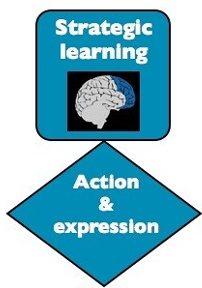 Strategic
learning
Action
&
expression